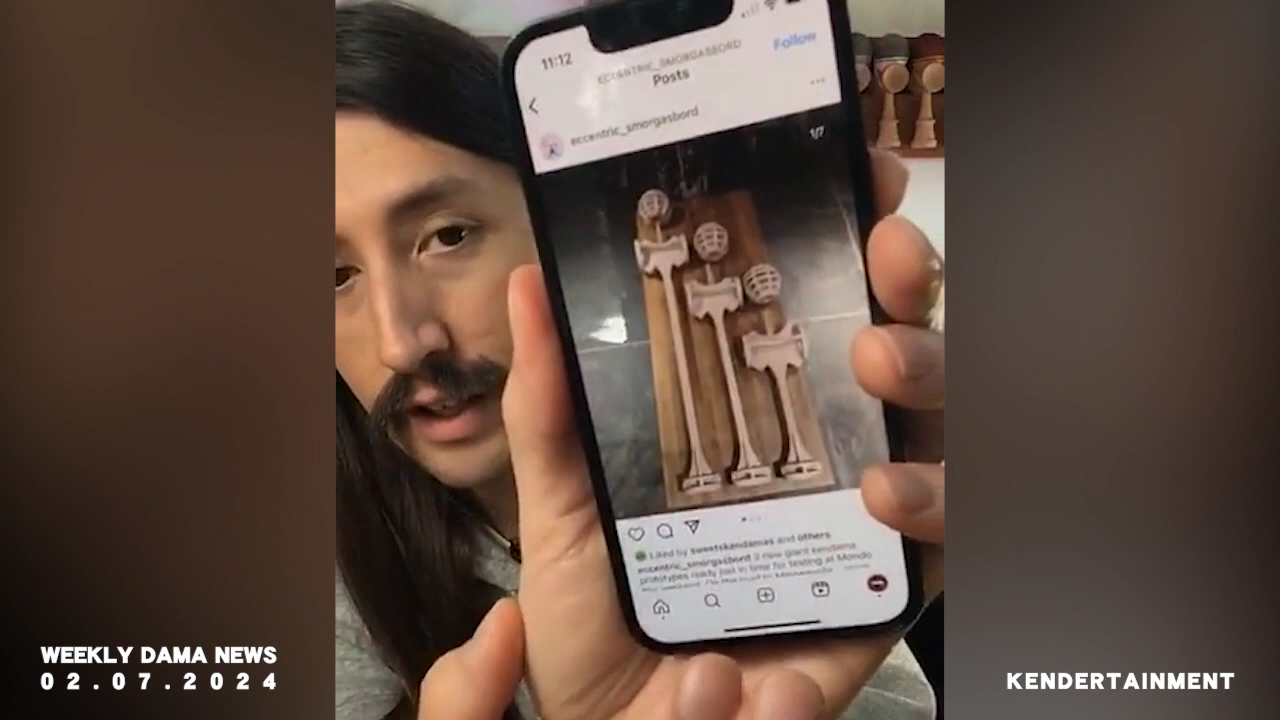 11:12
ECCENTRIC_SMORGASBORD
Posts
Follow
eccentric_smorgasbord
1/7
Liked by sweetskendamas and others
eccentric_smorgasbord 3 new giant kendama
prototypes ready just in time for testing at Mondo
WEEKLY DAMA NEWS
02.07.2024
KENDERTAINMENT